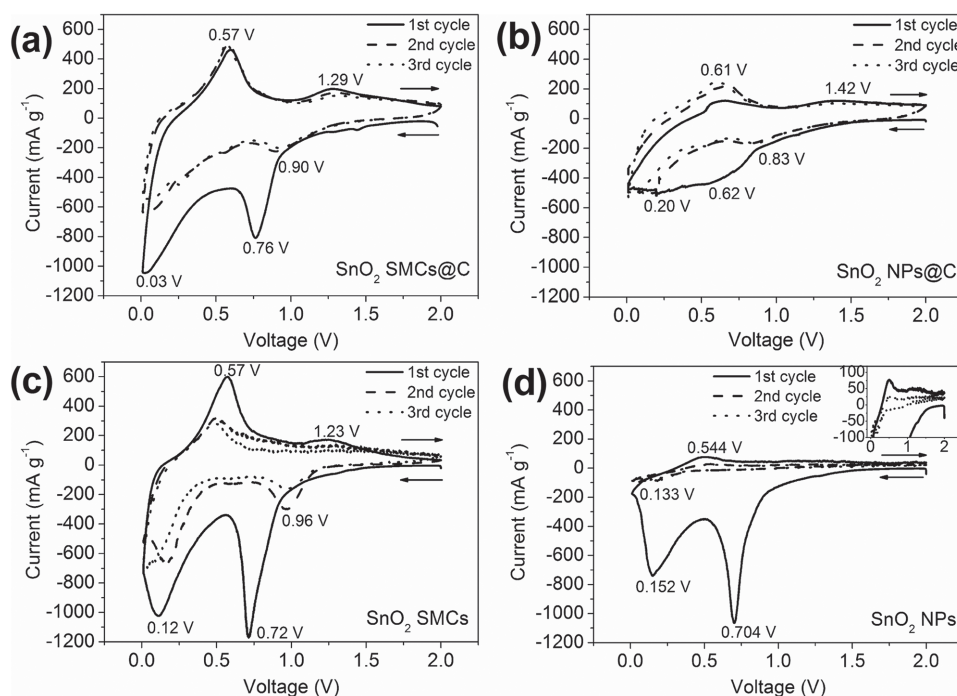 (a)
600
400
200
0
-200
-400
-600
-800
-1000
-1200
Current (mA g⁻¹)
0.57 V
1.29 V
0.90 V
0.76 V
0.03 V
1st cycle
2nd cycle
3rd cycle
SnO₂ SMCs@C
0.0 0.5 1.0 1.5 2.0
Voltage (V)
(b)
600
400
200
0
-200
-400
-600
-800
-1000
-1200
Current (mA g⁻¹)
0.61 V
1.42 V
0.83 V
0.62 V
0.20 V
1st cycle
2nd cycle
3rd cycle
SnO₂ NPs@C
0.0 0.5 1.0 1.5 2.0
Voltage (V)
(c)
600
400
200
0
-200
-400
-600
-800
-1000
-1200
Current (mA g⁻¹)
0.57 V
1.23 V
0.96 V
0.72 V
0.12 V
1st cycle
2nd cycle
3rd cycle
SnO₂ SMCs
0.0 0.5 1.0 1.5 2.0
Voltage (V)
(d)
600
400
200
0
-200
-400
-600
-800
-1000
-1200
Current (mA g⁻¹)
1st cycle
2nd cycle
3rd cycle
100
50
0
-50
-100
0 1 2
0.544 V
0.133 V
0.152 V
0.704 V
SnO₂ NPs
0.0 0.5 1.0 1.5 2.0
Voltage (V)